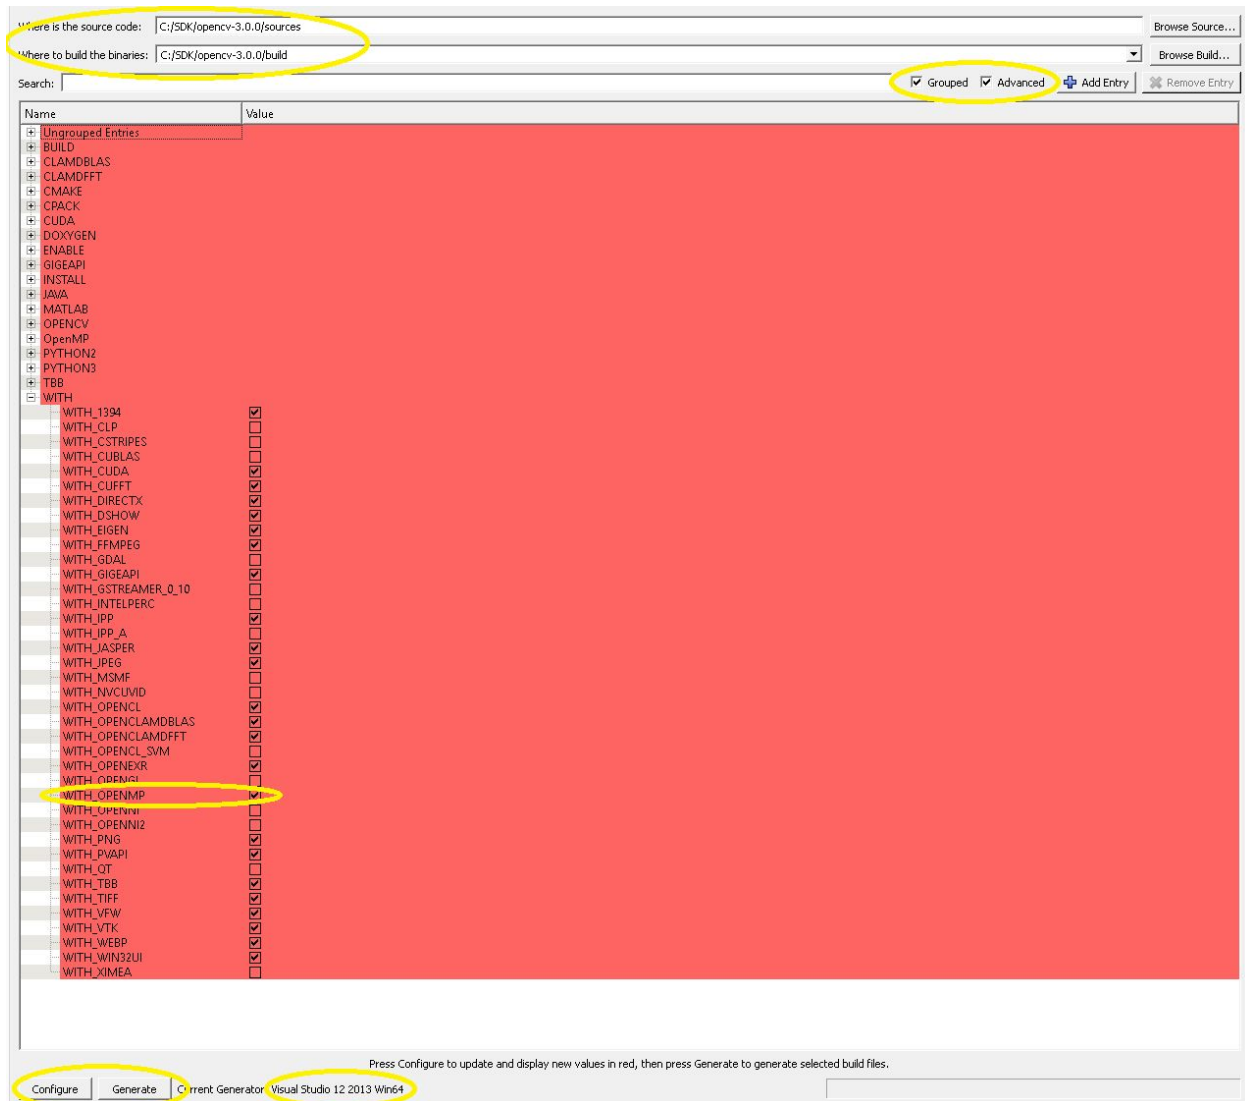 Where is the source code: C:/SDK/opencv-3.0.0/sources Browse Source...
Where to build the binaries: C:/SDK/opencv-3.0.0/build Browse Build...
Search: Grouped Advanced Add Entry Remove Entry
Name Value
Ungrouped Entries
BUILD
CLAMDBLAS
CLAMDFFT
CMAKE
CPACK
CUDA
DOXYGEN
ENABLE
GIGEAPI
INSTALL
JAVA
MATLAB
OPENCV
OpenMP
PYTHON2
PYTHON3
TBB
WITH
WITH_1394
WITH_CLP
WITH_CSTRIPES
WITH_CUBLAS
WITH_CUDA
WITH_CUFFT
WITH_DIRECTX
WITH_DSHOW
WITH_EIGEN
WITH_FFMPEG
WITH_GDAL
WITH_GIGEAPI
WITH_GSTREAMER_0_10
WITH_INTELPERC
WITH_IPP
WITH_IPP_A
WITH_JASPER
WITH_JPEG
WITH_MSMF
WITH_NVCUVID
WITH_OPENCL
WITH_OPENCLAMDBLAS
WITH_OPENCLAMDFFT
WITH_OPENCL_SVM
WITH_OPENEXR
WITH_OPENGL
WITH_OPENMP
WITH_OPENNI
WITH_OPENNI2
WITH_PNG
WITH_PVAPI
WITH_QT
WITH_TBB
WITH_TIFF
WITH_VFW
WITH_VTK
WITH_WEBP
WITH_WIN32UI
WITH_XIMEA
Press Configure to update and display new values in red, then press Generate to generate selected build files.
Configure Generate Current Generator: Visual Studio 12 2013 Win64